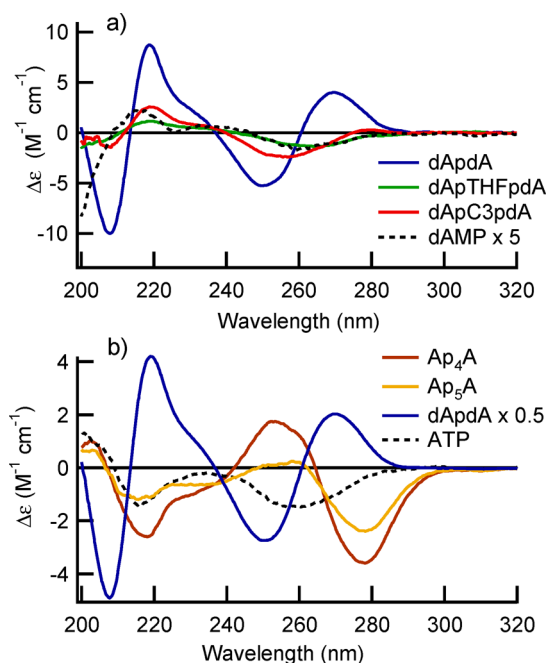 a)
10
5
0
-5
-10
Δε (M⁻¹ cm⁻¹)
dApdA
dApTHFpdA
dApC3pdA
dAMP x 5
200 220 240 260 280 300 320
Wavelength (nm)
b)
4
2
0
-2
-4
Δε (M⁻¹ cm⁻¹)
Ap₄A
Ap₅A
dApdA x 0.5
ATP
200 220 240 260 280 300 320
Wavelength (nm)